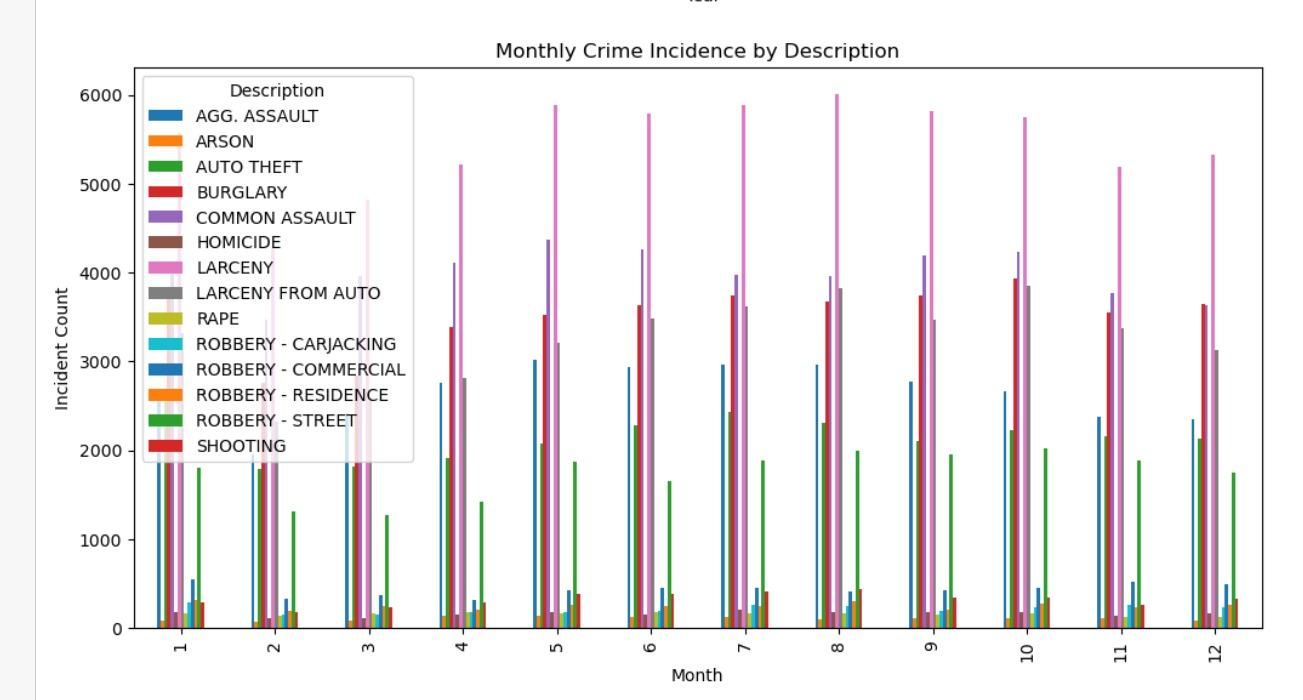 Monthly Crime Incidence by Description
Description
AGG. ASSAULT
ARSON
AUTO THEFT
BURGLARY
COMMON ASSAULT
HOMICIDE
LARCENY
LARCENY FROM AUTO
RAPE
ROBBERY - CARJACKING
ROBBERY - COMMERCIAL
ROBBERY - RESIDENCE
ROBBERY - STREET
SHOOTING
6000
5000
4000
3000
2000
1000
0
Incident Count
1 2 3 4 5 6 7 8 9 10 11 12
Month